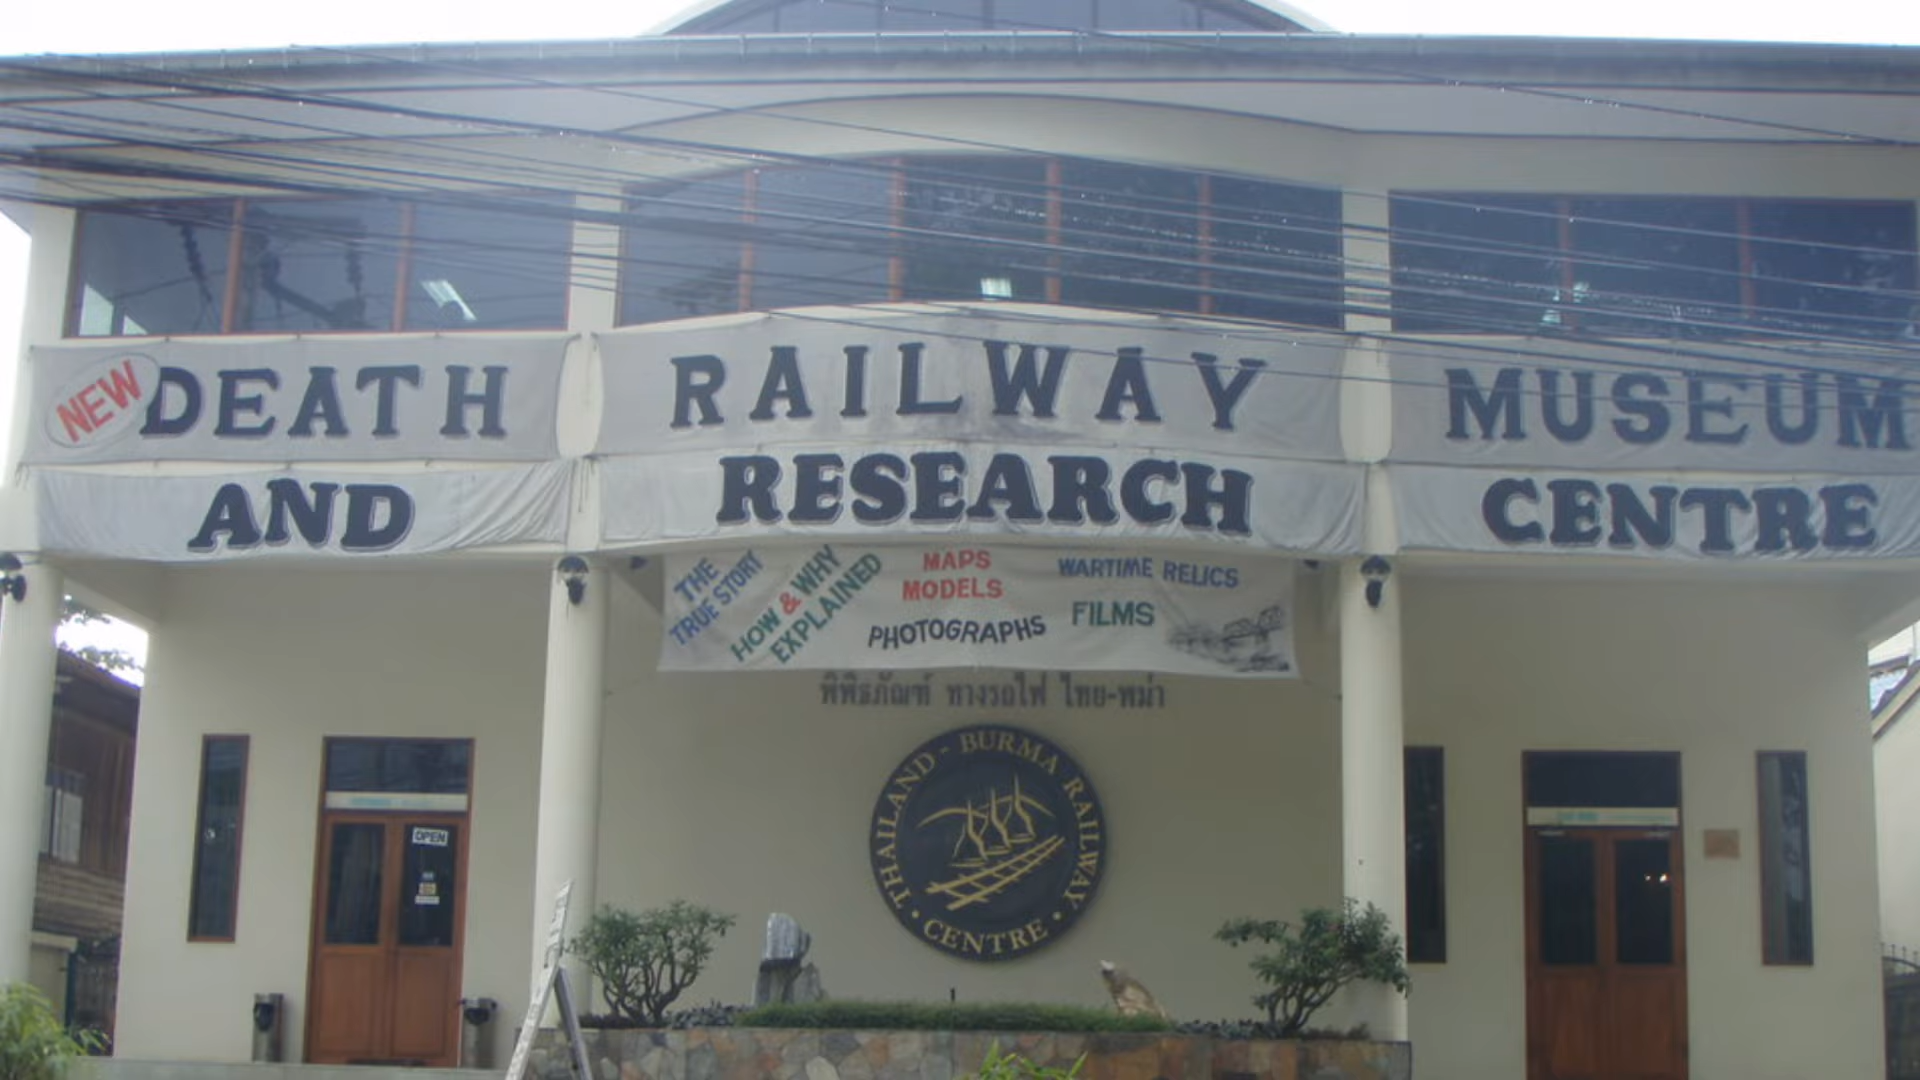 NEW DEATH RAILWAY MUSEUM
AND RESEARCH CENTRE
THE
TRUE STORY
HOW & WHY
EXPLAINED
MAPS
MODELS
PHOTOGRAPHS
WARTIME RELICS
FILMS
พิพิธภัณฑ์ ทางรถไฟ ไทย-พม่า
THAILAND - BURMA RAILWAY
• CENTRE •
OPEN